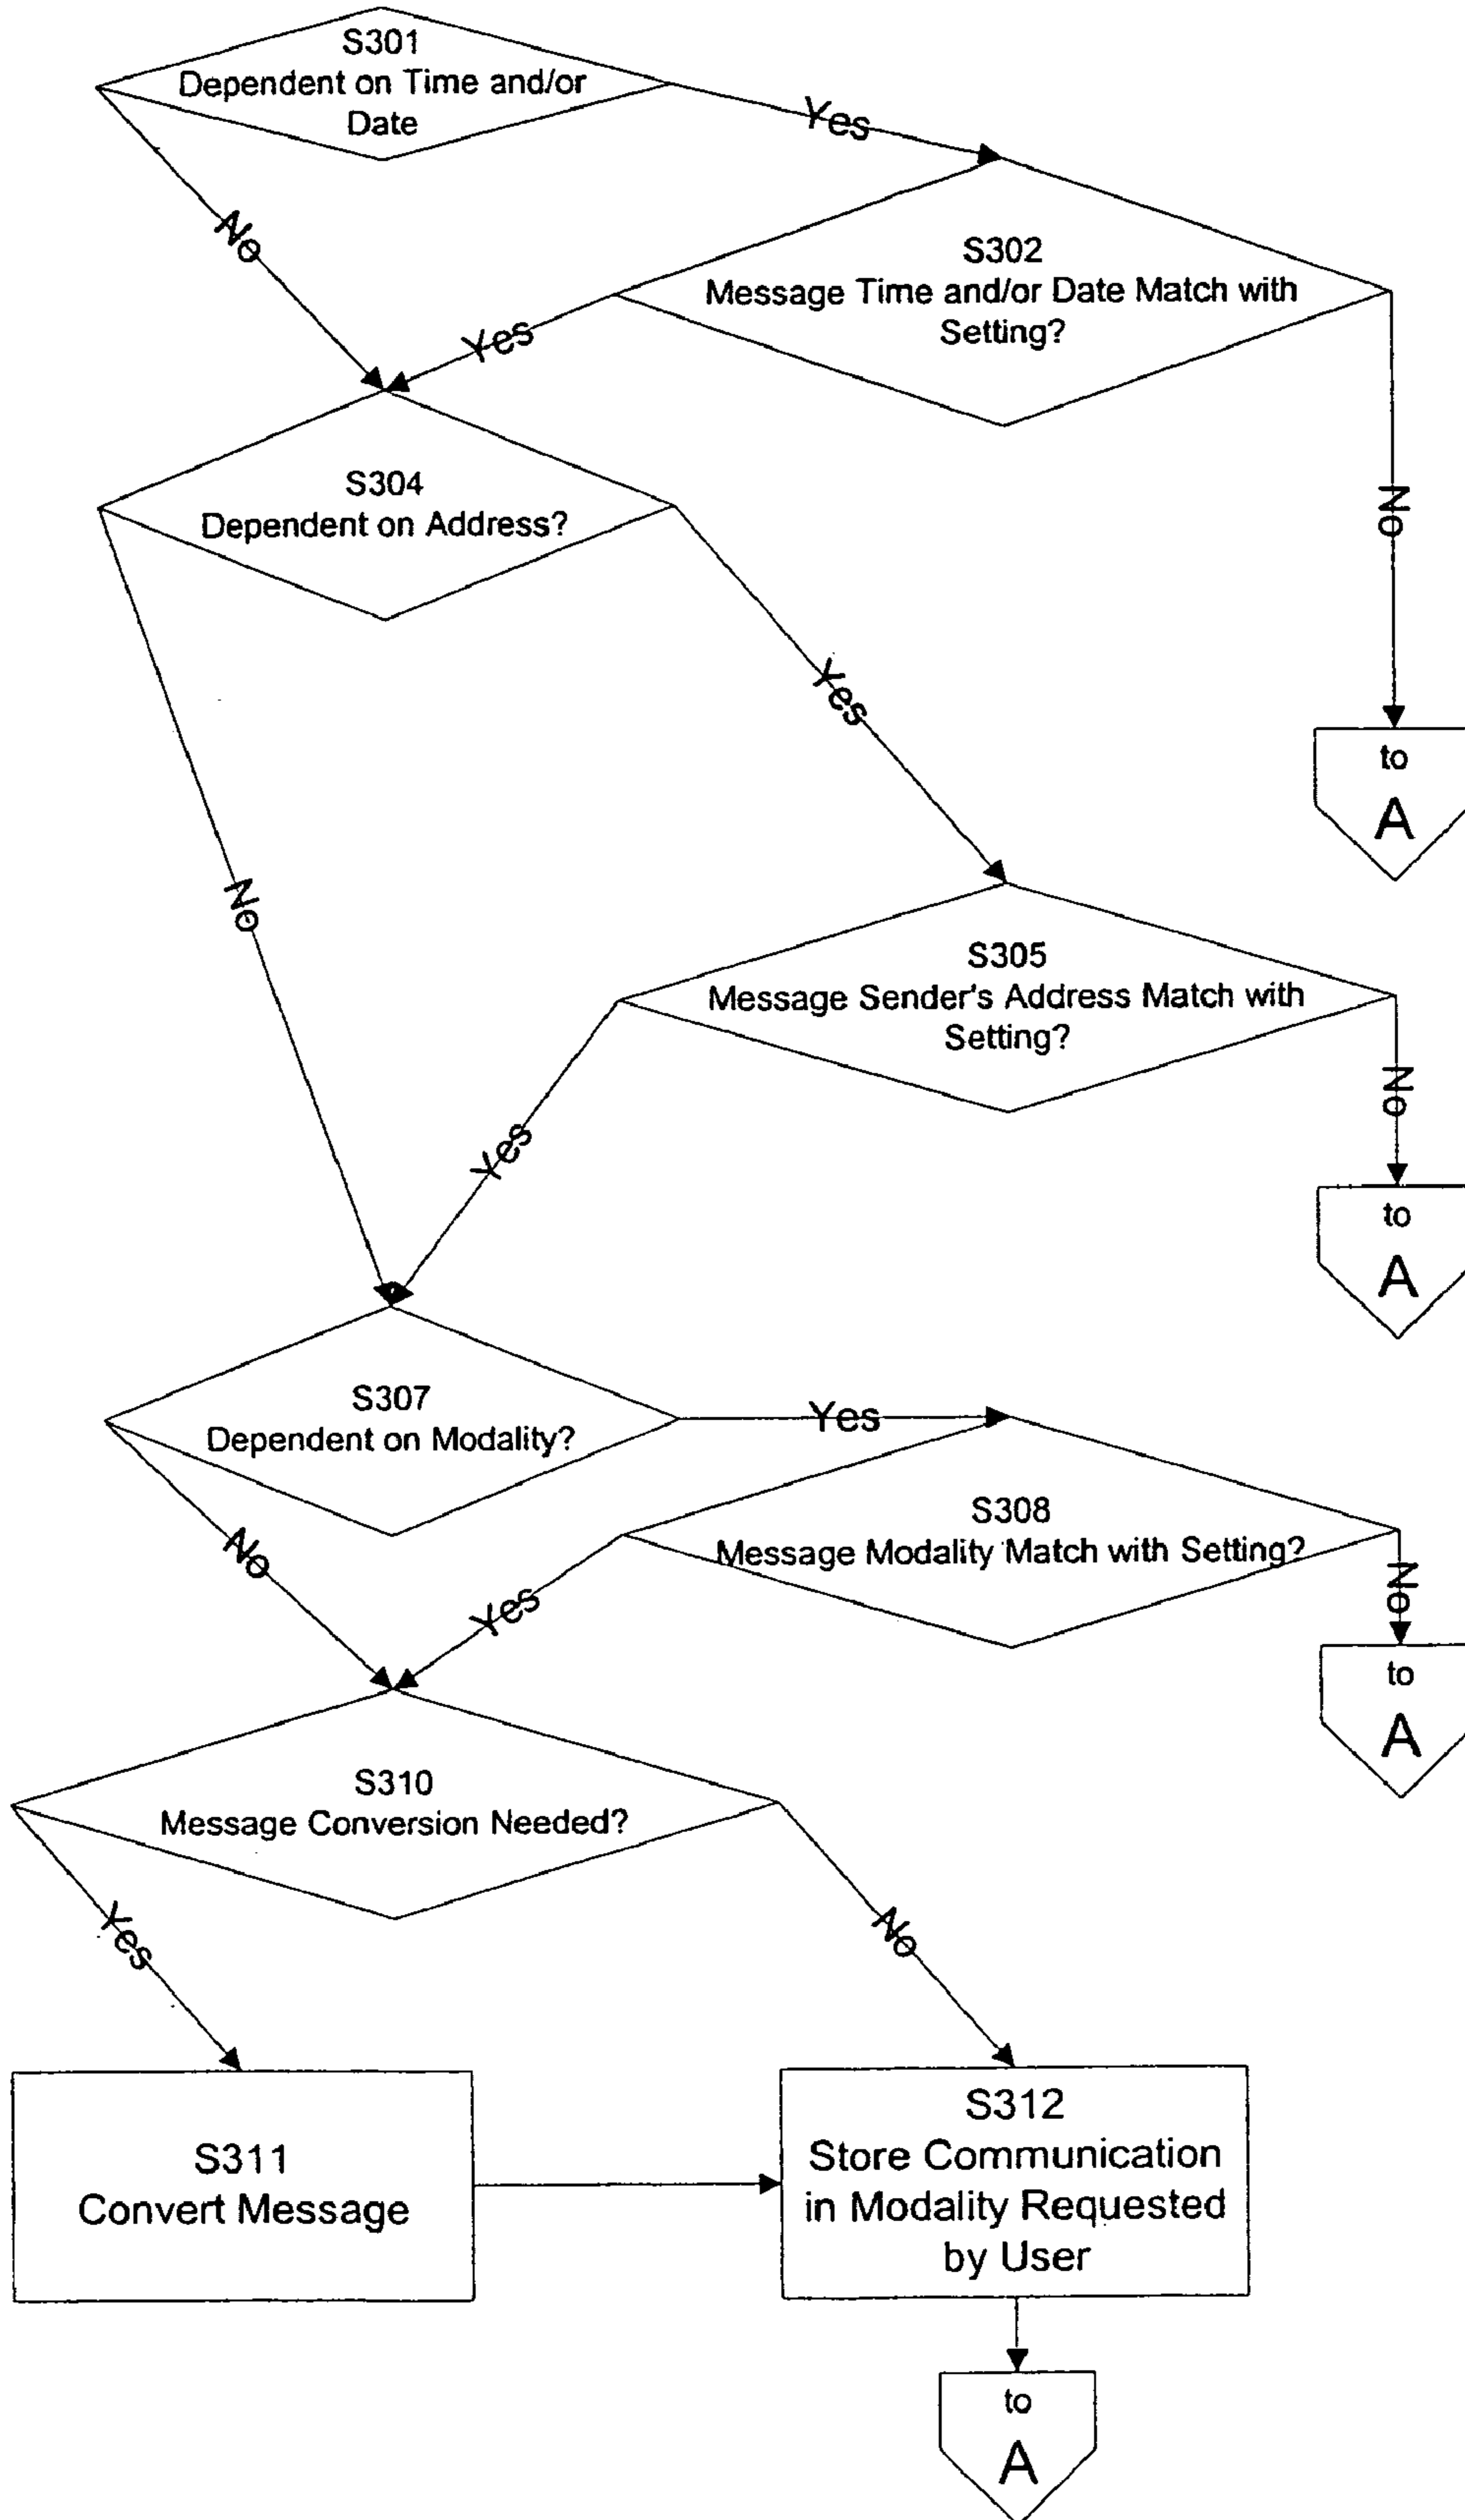 S301
Dependent on Time and/or
Date
Yes
No
S302
Message Time and/or Date Match with
Setting?
Yes
No
S304
Dependent on Address?
Yes
No
to
A
S305
Message Sender's Address Match with
Setting?
Yes
No
to
A
S307
Dependent on Modality?
Yes
No
S308
Message Modality Match with Setting?
Yes
No
to
A
S310
Message Conversion Needed?
Yes
No
S311
Convert Message
S312
Store Communication
in Modality Requested
by User
to
A